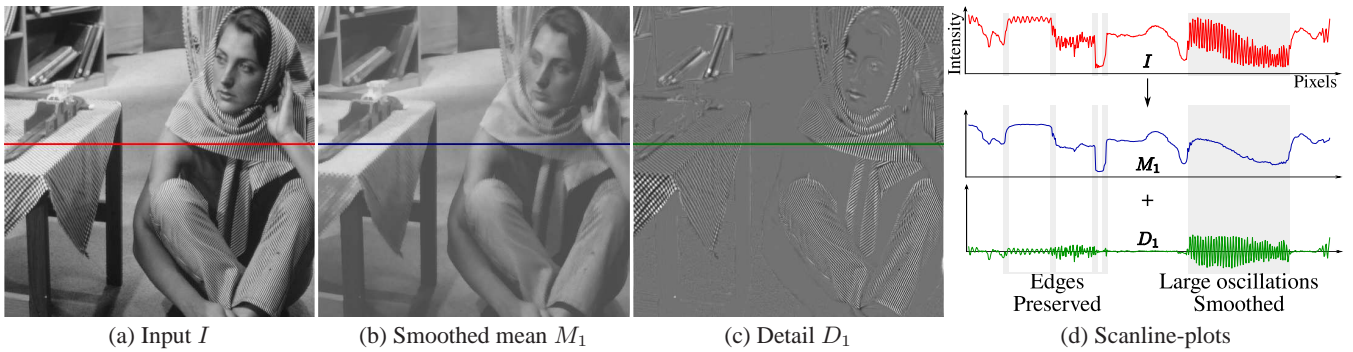 Intensity
I
Pixels
M₁
+
D₁
Edges
Preserved
Large oscillations
Smoothed
(a) Input I
(b) Smoothed mean M₁
(c) Detail D₁
(d) Scanline-plots